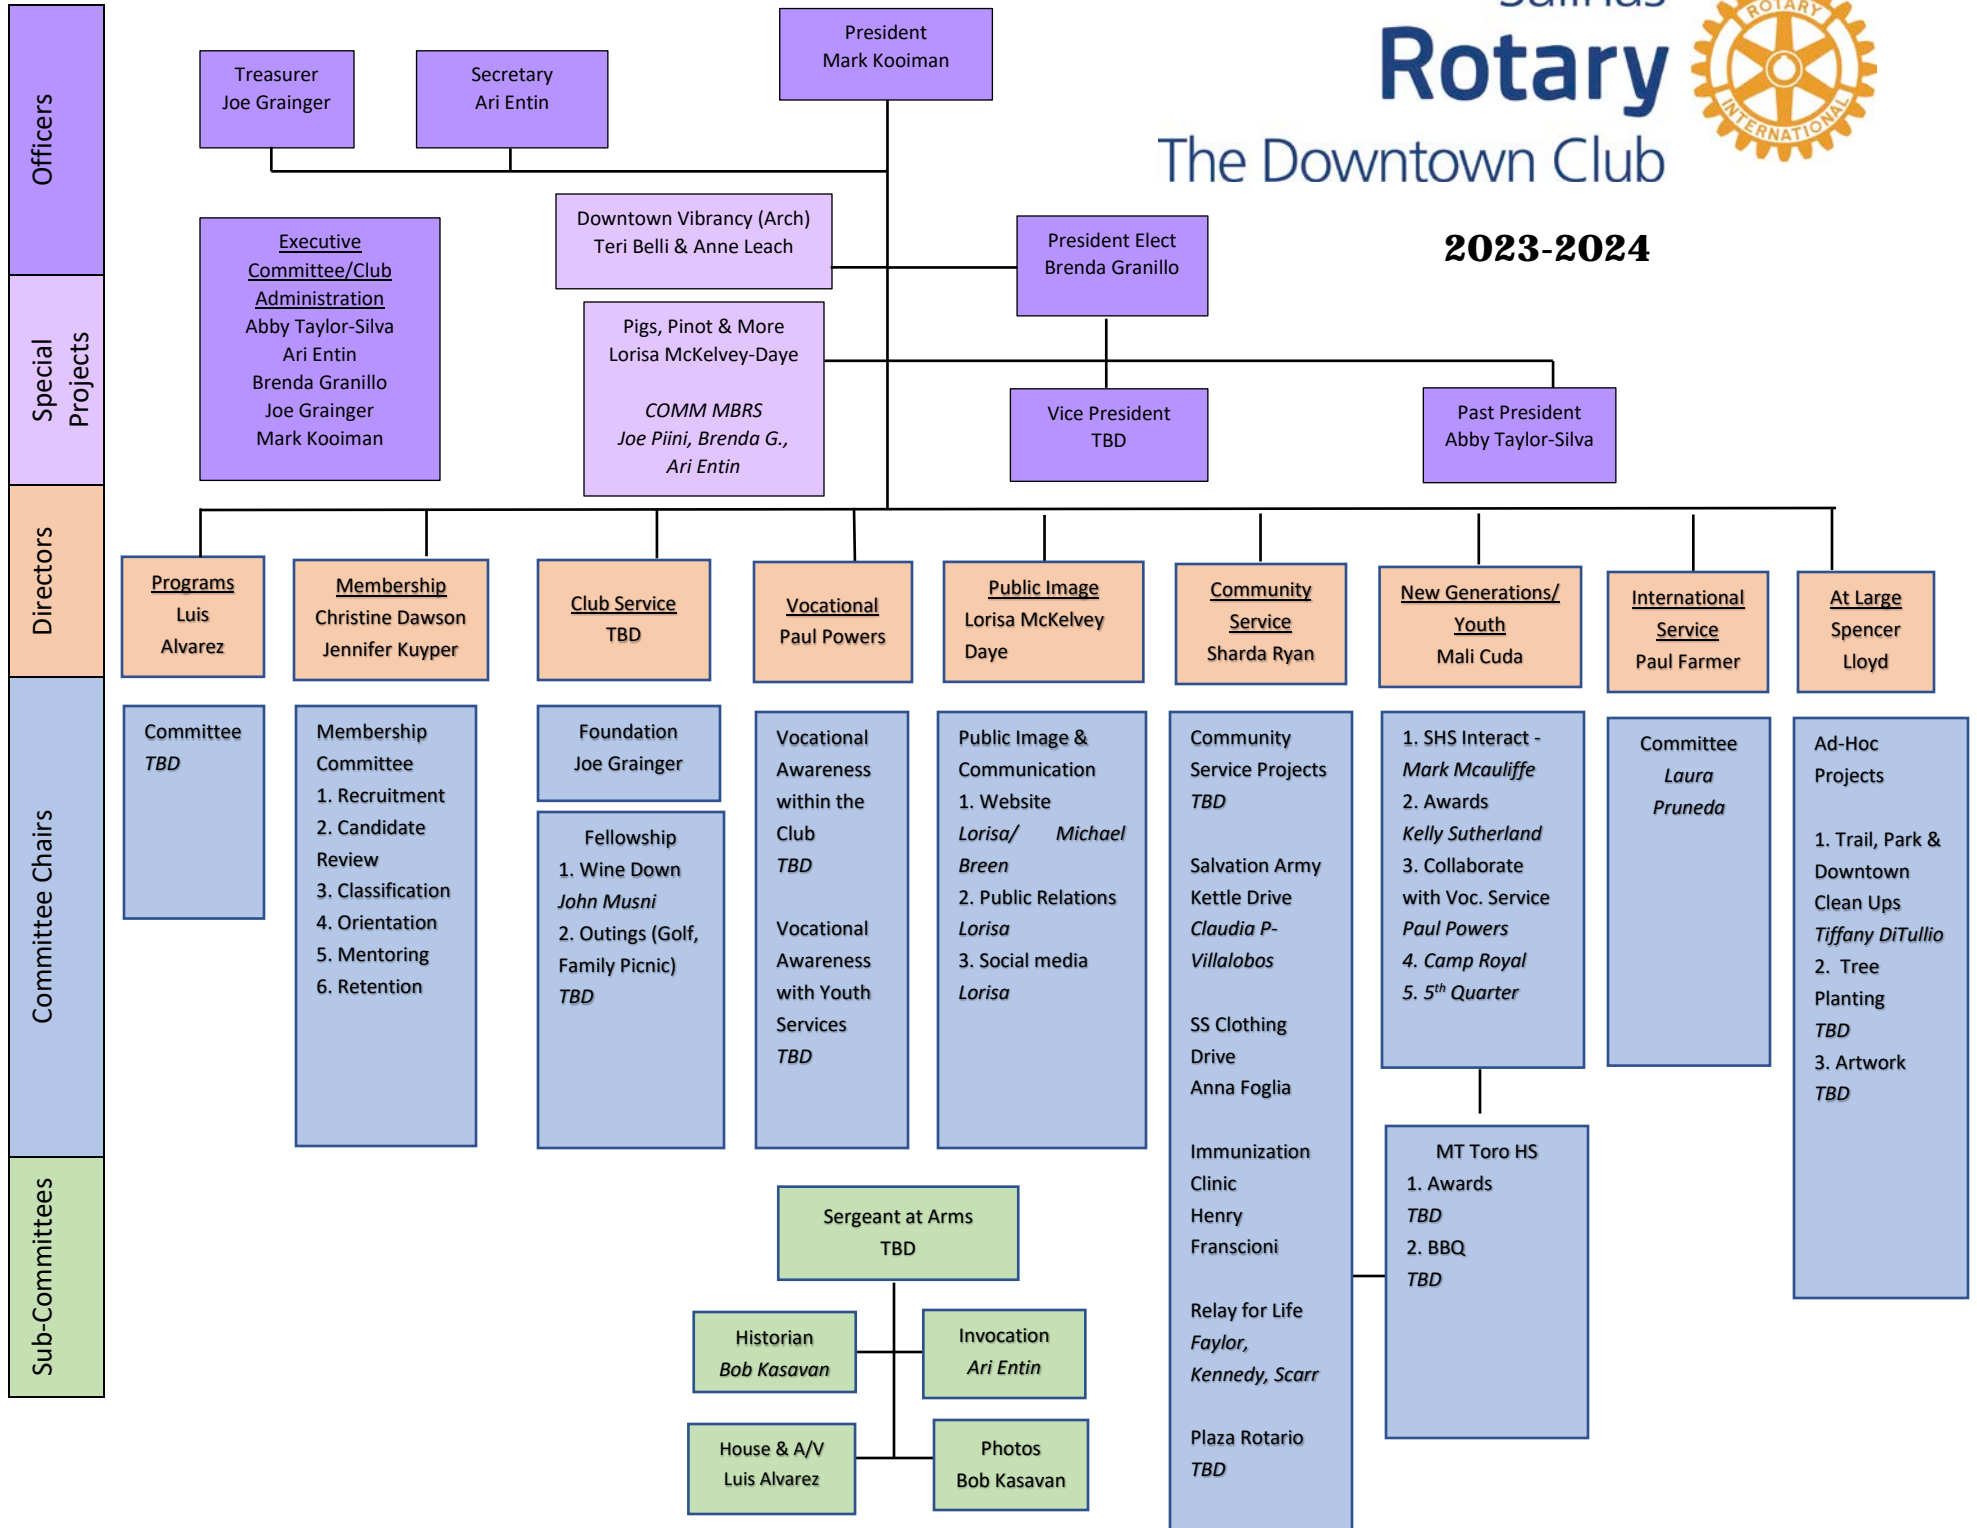 Salinas
Rotary
The Downtown Club
ROTARY
INTERNATIONAL
2023-2024
Officers
Special
Projects
Directors
Committee Chairs
Sub-Committees
President
Mark Kooiman
Treasurer
Joe Grainger
Secretary
Ari Entin
Executive
Committee/Club
Administration
Abby Taylor-Silva
Ari Entin
Brenda Granillo
Joe Grainger
Mark Kooiman
Downtown Vibrancy (Arch)
Teri Belli & Anne Leach
President Elect
Brenda Granillo
Pigs, Pinot & More
Lorisa McKelvey-Daye
COMM MBRS
Joe Piini, Brenda G.,
Ari Entin
Vice President
TBD
Past President
Abby Taylor-Silva
Programs
Luis
Alvarez
Membership
Christine Dawson
Jennifer Kuyper
Club Service
TBD
Vocational
Paul Powers
Public Image
Lorisa McKelvey
Daye
Community
Service
Sharda Ryan
New Generations/
Youth
Mali Cuda
International
Service
Paul Farmer
At Large
Spencer
Lloyd
Committee
TBD
Membership
Committee
1. Recruitment
2. Candidate
Review
3. Classification
4. Orientation
5. Mentoring
6. Retention
Foundation
Joe Grainger
Fellowship
1. Wine Down
John Musni
2. Outings (Golf,
Family Picnic)
TBD
Vocational
Awareness
within the
Club
TBD
Vocational
Awareness
with Youth
Services
TBD
Public Image &
Communication
1. Website
Lorisa/ Michael
Breen
2. Public Relations
Lorisa
3. Social media
Lorisa
Community
Service Projects
TBD
Salvation Army
Kettle Drive
Claudia P-
Villalobos
SS Clothing
Drive
Anna Foglia
Immunization
Clinic
Henry
Franscioni
Relay for Life
Faylor,
Kennedy, Scarr
Plaza Rotario
TBD
1. SHS Interact -
Mark Mcauliffe
2. Awards
Kelly Sutherland
3. Collaborate
with Voc. Service
Paul Powers
4. Camp Royal
5. 5th Quarter
MT Toro HS
1. Awards
TBD
2. BBQ
TBD
Committee
Laura
Pruneda
Ad-Hoc
Projects
1. Trail, Park &
Downtown
Clean Ups
Tiffany DiTullio
2. Tree
Planting
TBD
3. Artwork
TBD
Sergeant at Arms
TBD
Historian
Bob Kasavan
Invocation
Ari Entin
House & A/V
Luis Alvarez
Photos
Bob Kasavan